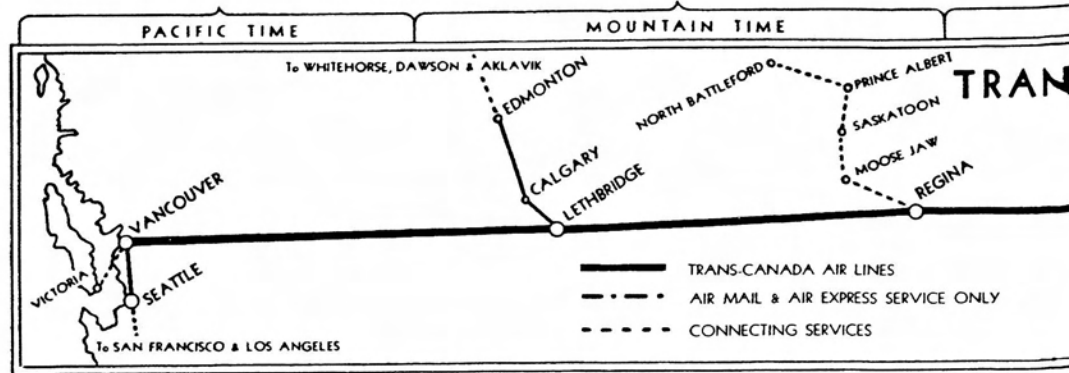 PACIFIC TIME
MOUNTAIN TIME
To WHITEHORSE, DAWSON & AKLAVIK
EDMONTON
NORTH BATTLEFORD
PRINCE ALBERT
TRAN
SASKATOON
CALGARY
MOOSE JAW
LETHBRIDGE
REGINA
VANCOUVER
VICTORIA
SEATTLE
TRANS-CANADA AIR LINES
AIR MAIL & AIR EXPRESS SERVICE ONLY
CONNECTING SERVICES
To SAN FRANCISCO & LOS ANGELES